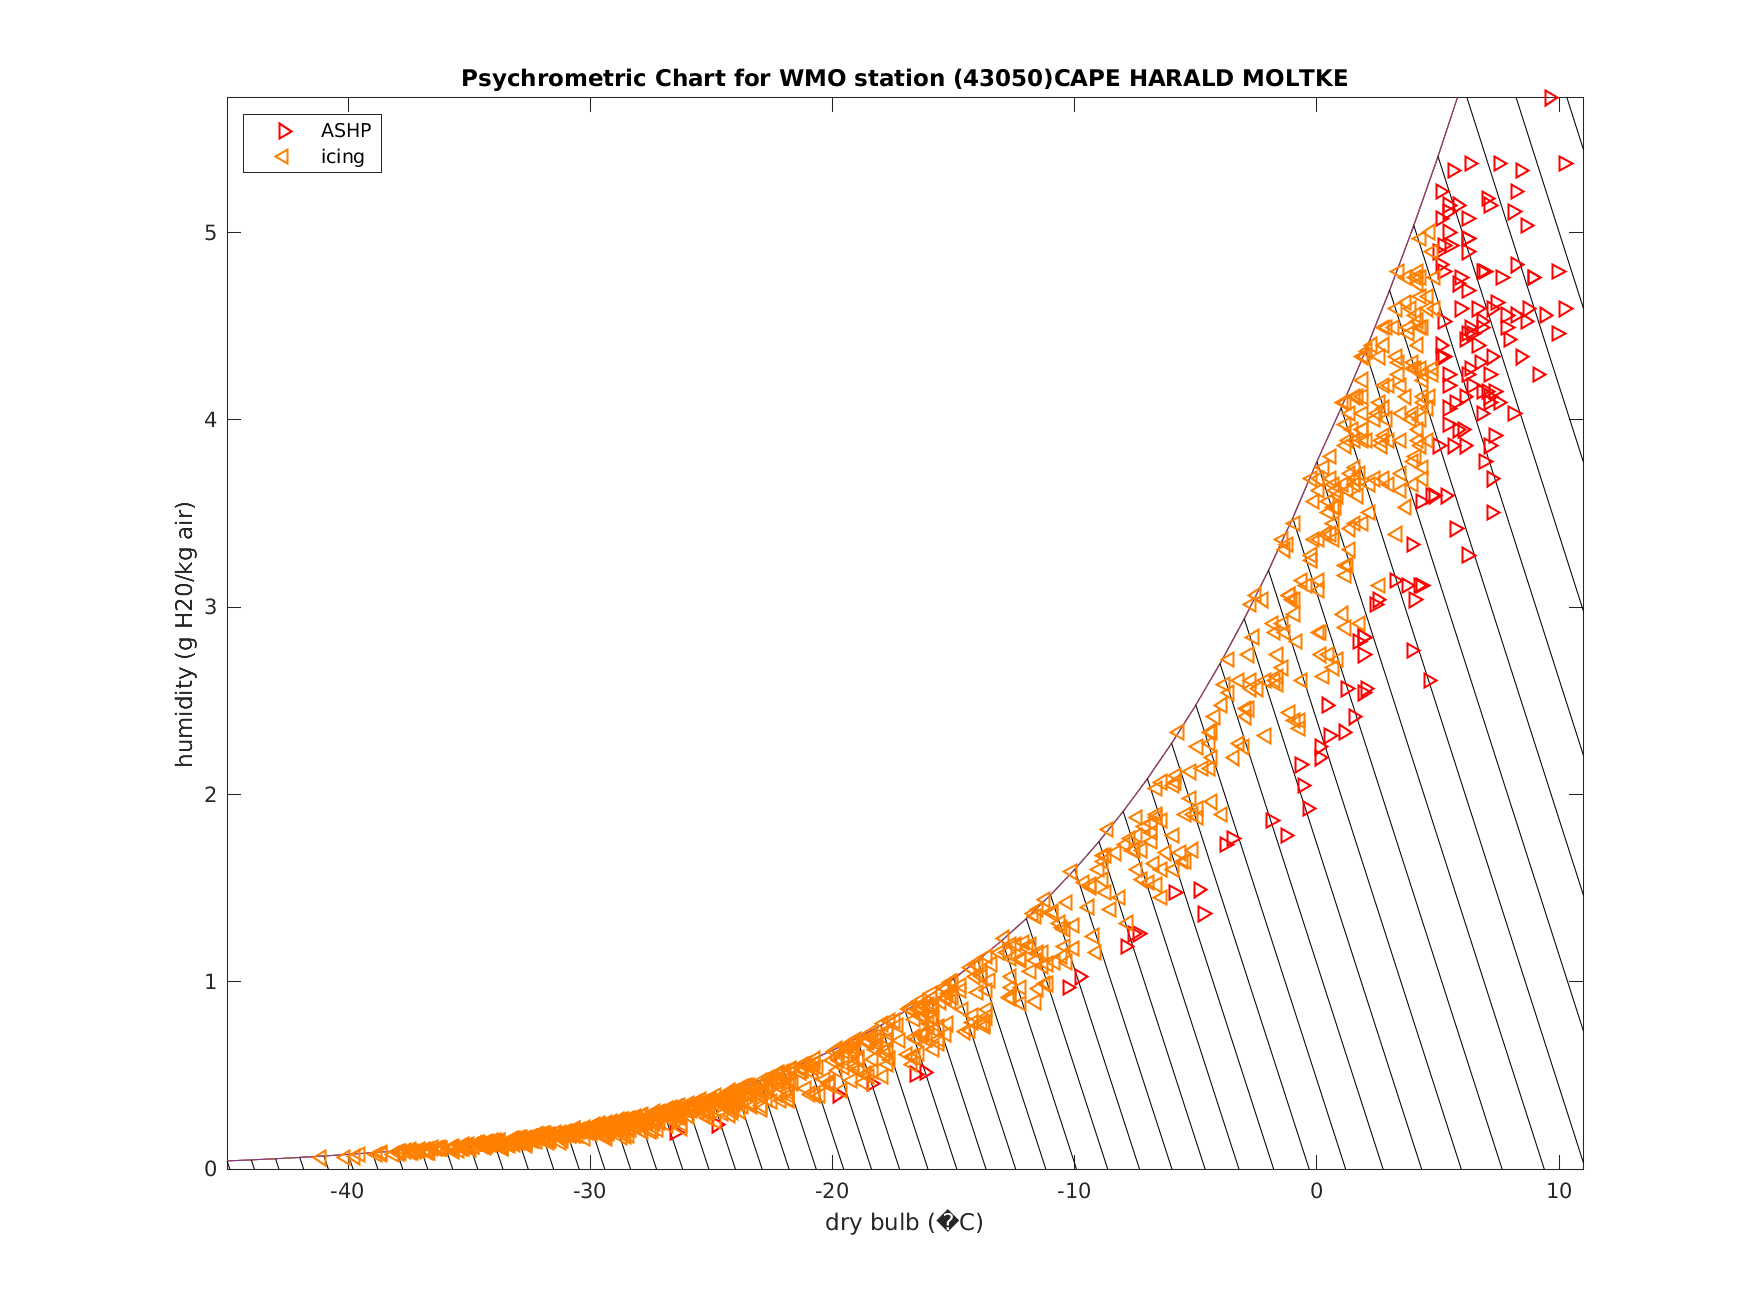 Psychrometric Chart for WMO station (43050)CAPE HARALD MOLTKE
ASHP
icing
humidity (g H20/kg air)
5
4
3
2
1
0
-40 -30 -20 -10 0 10
dry bulb (�C)